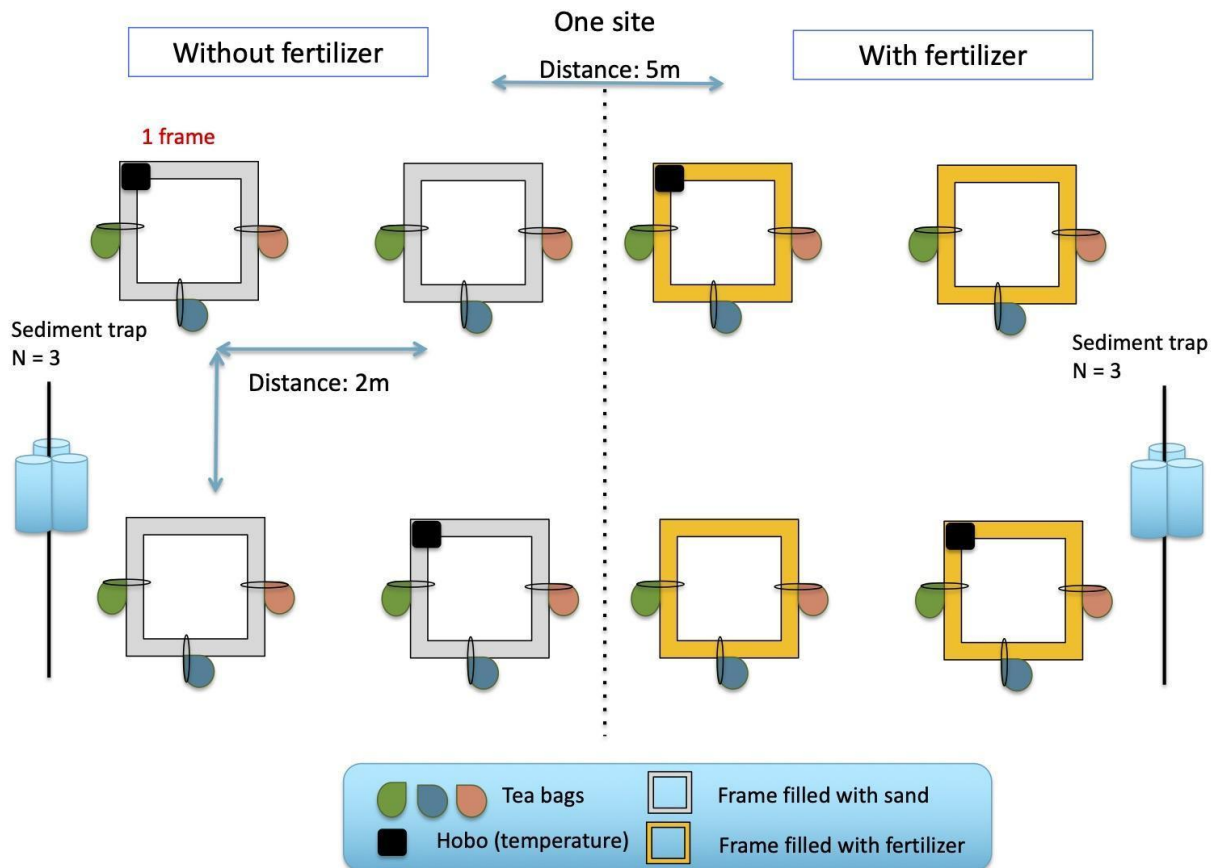 One site
Without fertilizer
With fertilizer
Distance: 5m
1 frame
Sediment trap
N = 3
Distance: 2m
Sediment trap
N = 3
Tea bags
Frame filled with sand
Hobo (temperature)
Frame filled with fertilizer